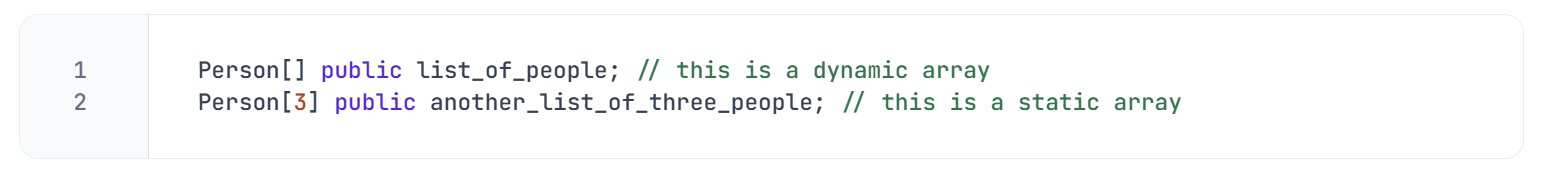 1 Person[] public list_of_people; // this is a dynamic array
2 Person[3] public another_list_of_three_people; // this is a static array